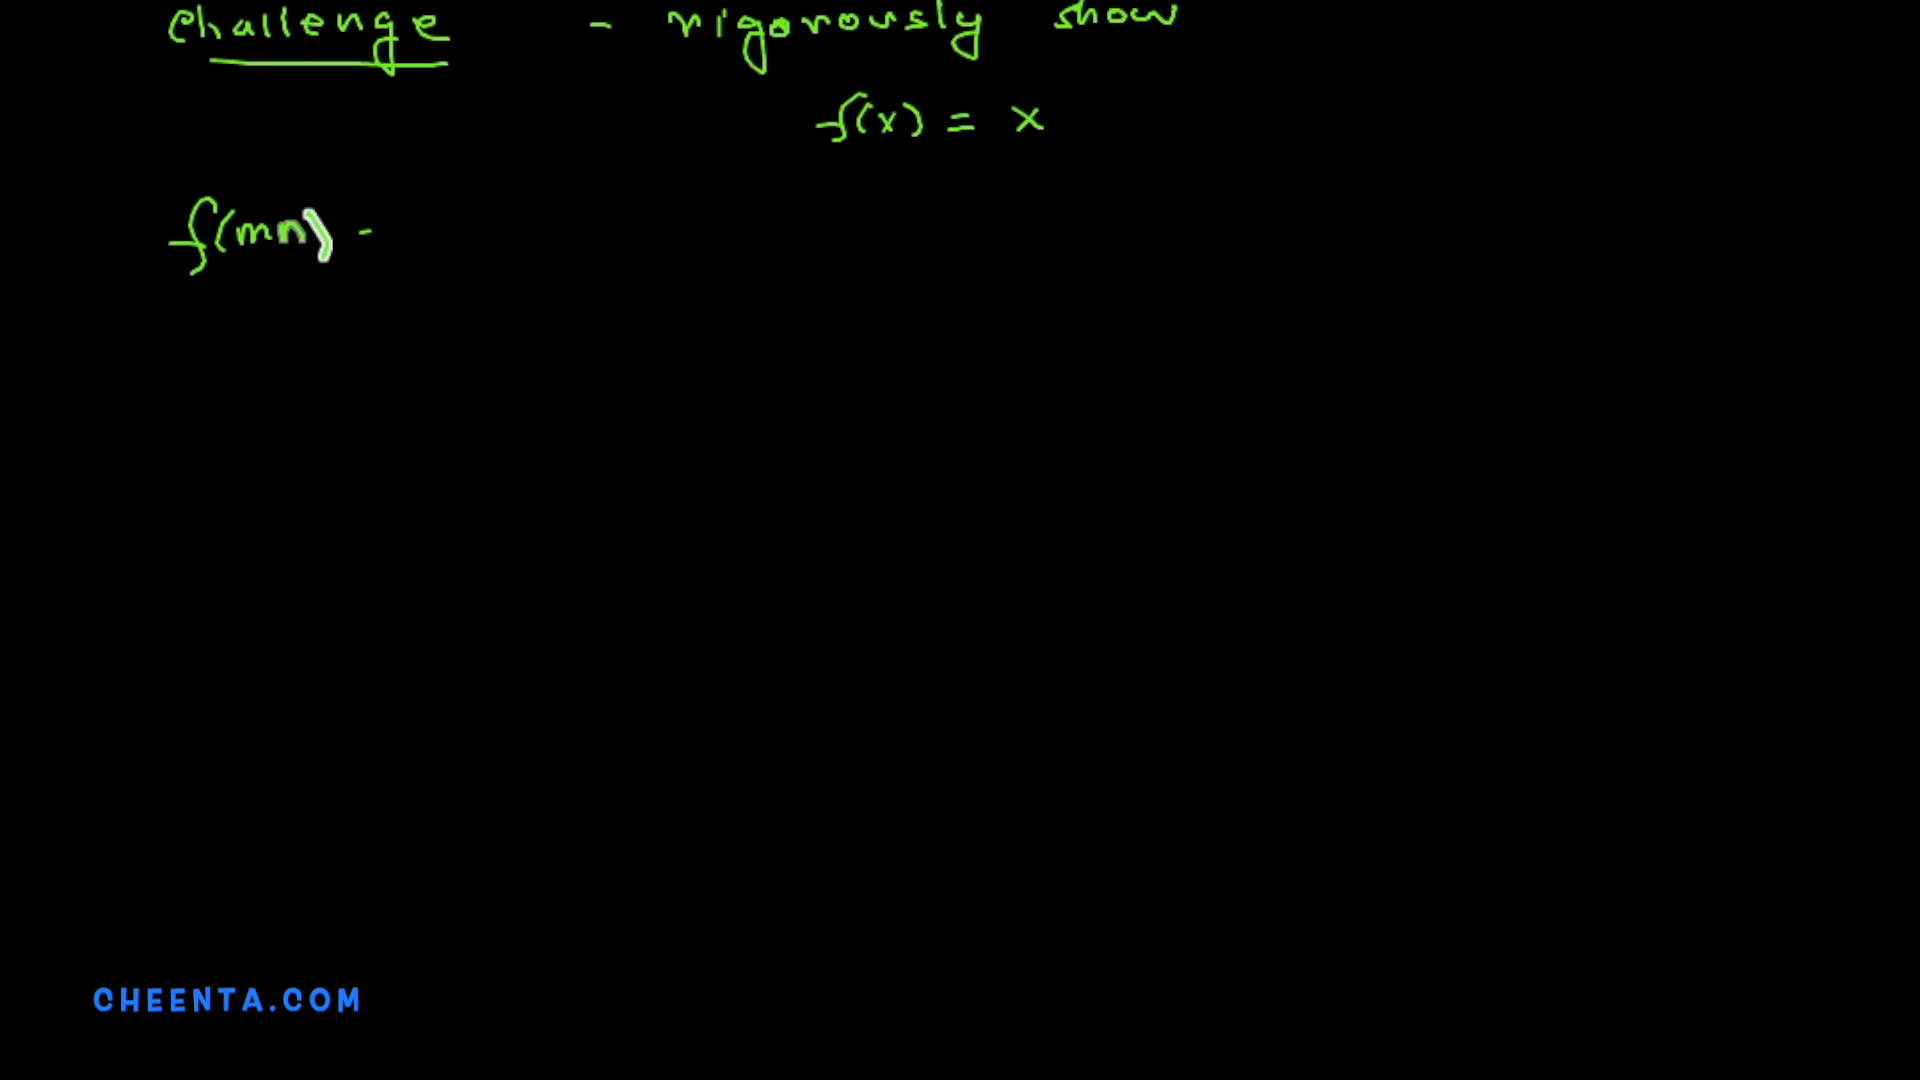 challenge - rigorously show
f(x) = x
f(mn) -
CHEENTA.COM